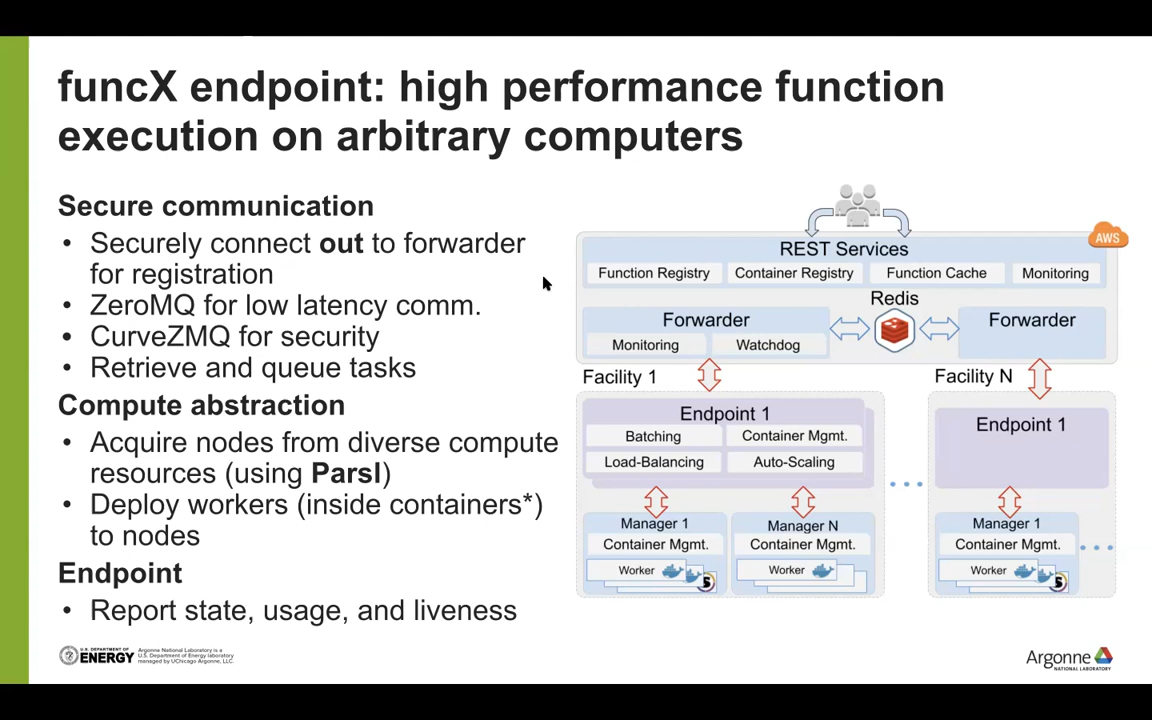 funcX endpoint: high performance function
execution on arbitrary computers
Secure communication
• Securely connect out to forwarder
for registration
• ZeroMQ for low latency comm.
• CurveZMQ for security
• Retrieve and queue tasks
Compute abstraction
• Acquire nodes from diverse compute
resources (using Parsl)
• Deploy workers (inside containers*)
to nodes
Endpoint
• Report state, usage, and liveness
AWS
REST Services
Function Registry
Container Registry
Function Cache
Monitoring
Redis
Forwarder
Monitoring
Watchdog
Forwarder
Facility 1
Facility N
Endpoint 1
Batching
Container Mgmt.
Load-Balancing
Auto-Scaling
Endpoint 1
Manager 1
Container Mgmt.
Worker
S
Manager N
Container Mgmt.
Worker
Manager 1
Container Mgmt.
Worker
S
U.S. DEPARTMENT OF
ENERGY
Argonne National Laboratory is a
U.S. Department of Energy laboratory
managed by UChicago Argonne, LLC.
Argonne
NATIONAL LABORATORY